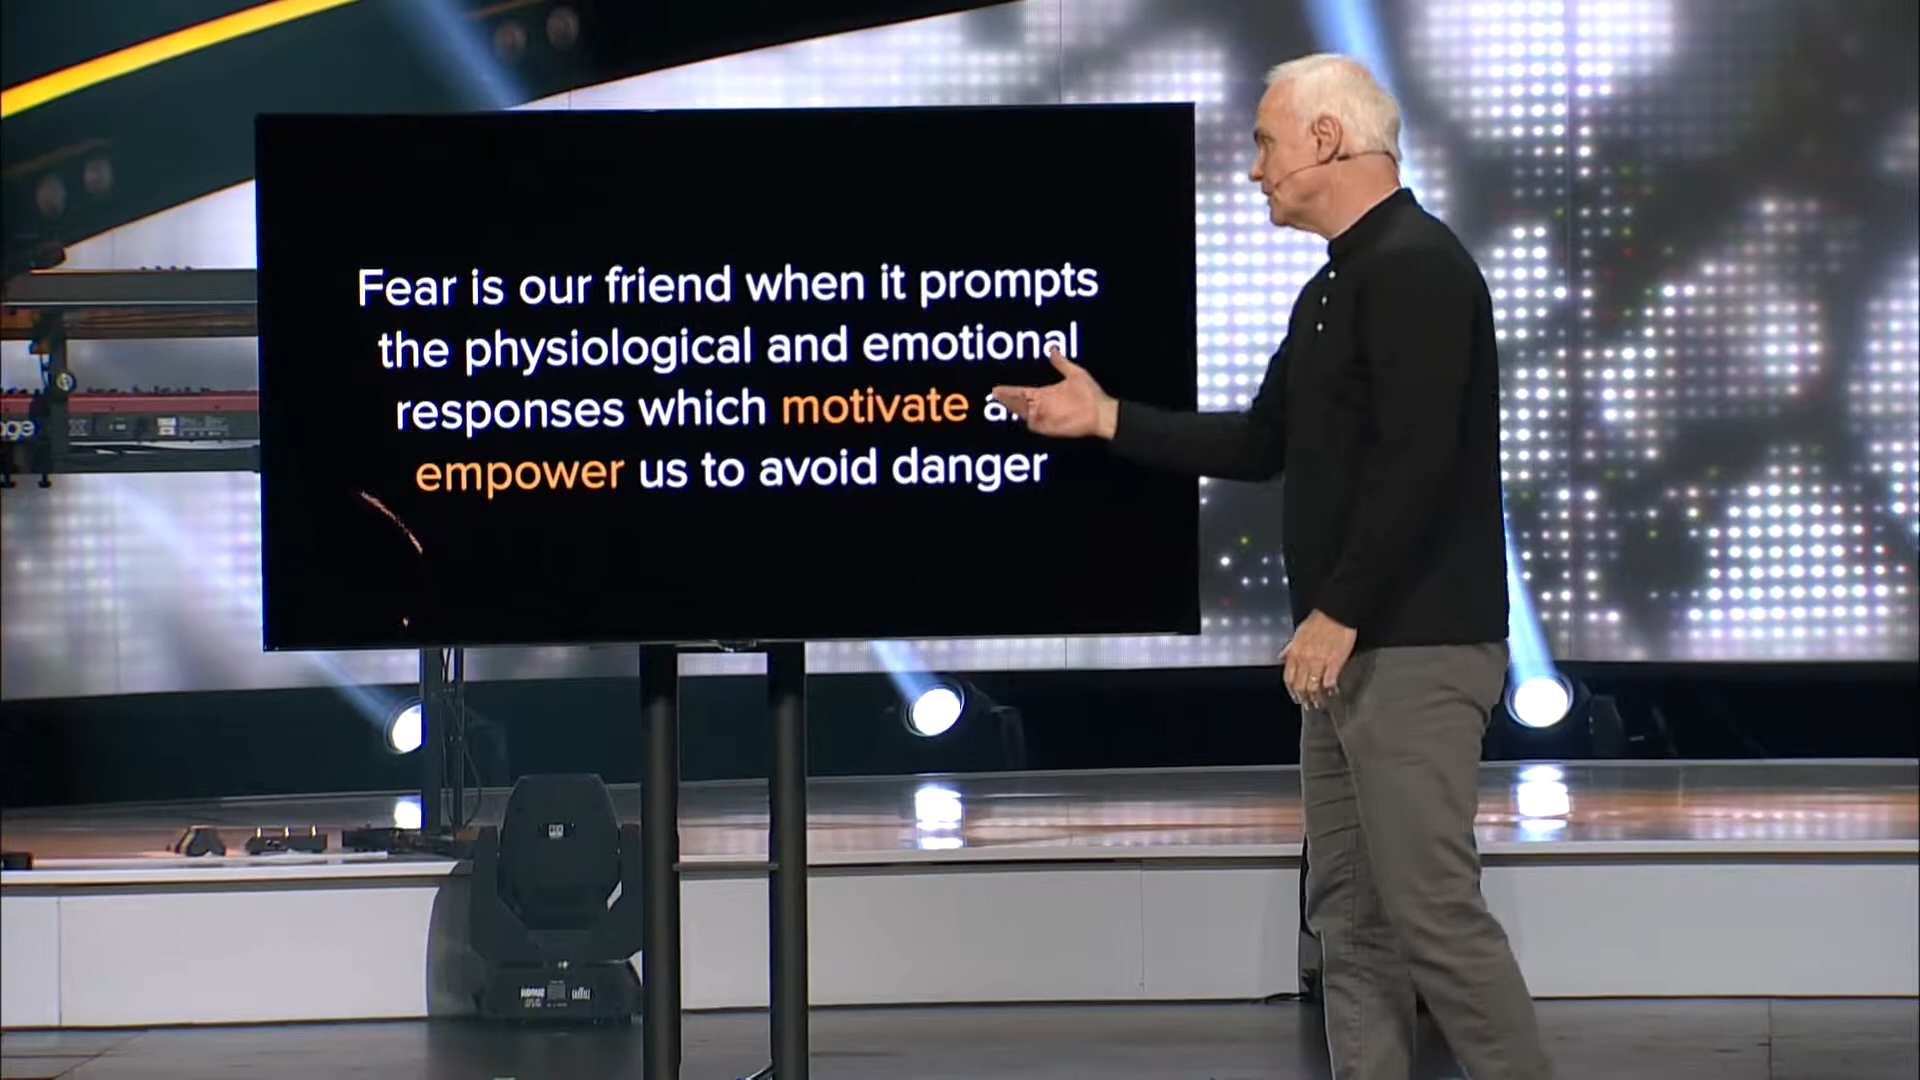 Fear is our friend when it prompts
the physiological and emotional
responses which motivate
empower us to avoid danger